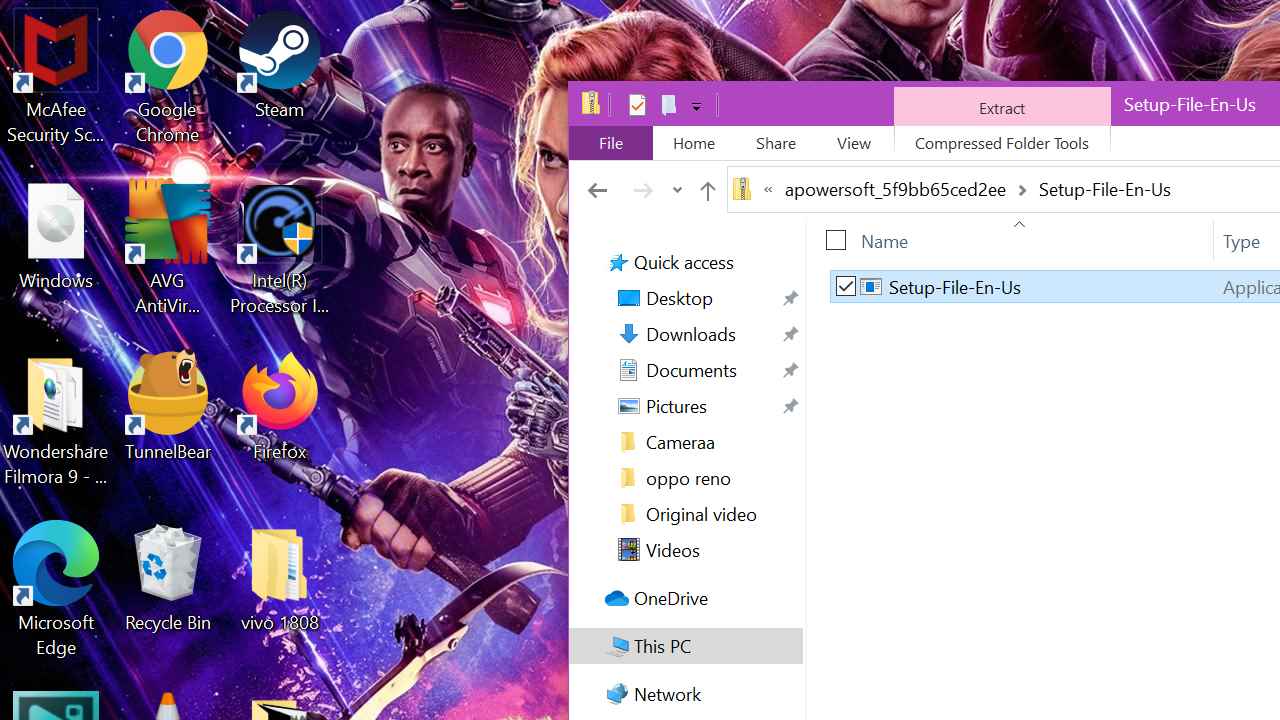 McAfee
Security Sc...
Google
Chrome
Steam
Windows
AVG
AntiVir...
Intel(R)
Processor I...
Wondershare
Filmora 9 - ...
TunnelBear
Firefox
Microsoft
Edge
Recycle Bin
vivo 1808
Extract
Setup-File-En-Us
File
Home
Share
View
Compressed Folder Tools
« apowersoft_5f9bb65ced2ee > Setup-File-En-Us
Name
Type
Setup-File-En-Us
Applica
Quick access
Desktop
Downloads
Documents
Pictures
Cameraa
oppo reno
Original video
Videos
OneDrive
This PC
Network